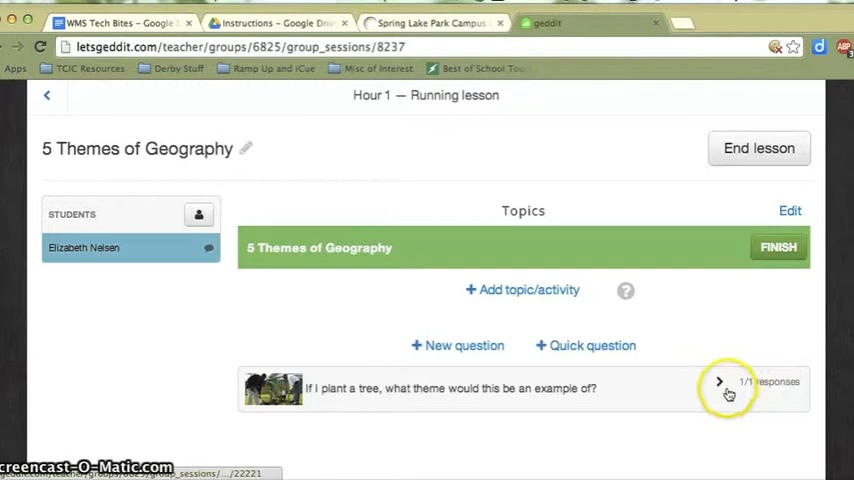 WMS Tech Bites – Google D
Instructions – Google Driv
Spring Lake Park Campus
geddit
letsgeddit.com/teacher/groups/6825/group_sessions/8237
Apps TCIC Resources Derby Stuff Ramp Up and iCue Misc of Interest Best of School Too
Hour 1 — Running lesson
5 Themes of Geography
End lesson
STUDENTS
Elizabeth Nelsen
Topics
Edit
5 Themes of Geography
FINISH
+ Add topic/activity
?
+ New question
+ Quick question
If I plant a tree, what theme would this be an example of?
1/1 responses
creencast-O-Matic.com